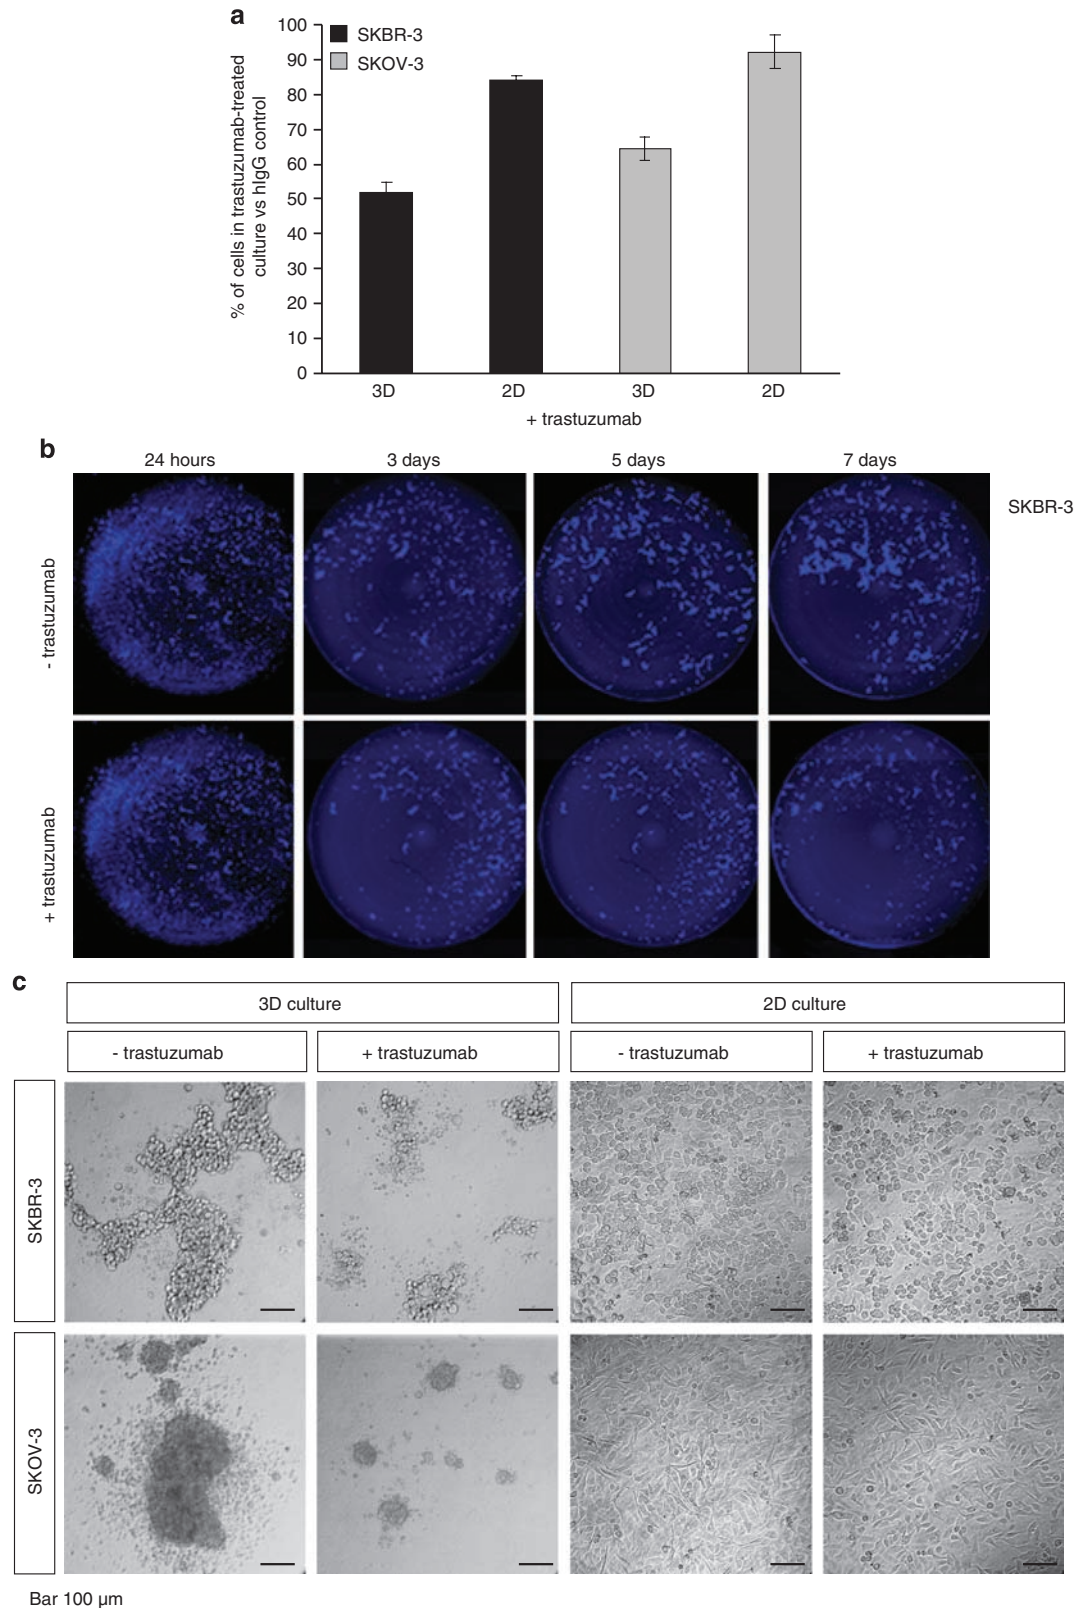 a
100
90
80
70
60
50
40
30
20
10
0
% of cells in trastuzumab-treated
culture vs hIgG control
SKBR-3
SKOV-3
3D 2D 3D 2D
+ trastuzumab
b
24 hours 3 days 5 days 7 days
SKBR-3
- trastuzumab
+ trastuzumab
c
3D culture 2D culture
- trastuzumab + trastuzumab - trastuzumab + trastuzumab
SKBR-3
SKOV-3
Bar 100 µm